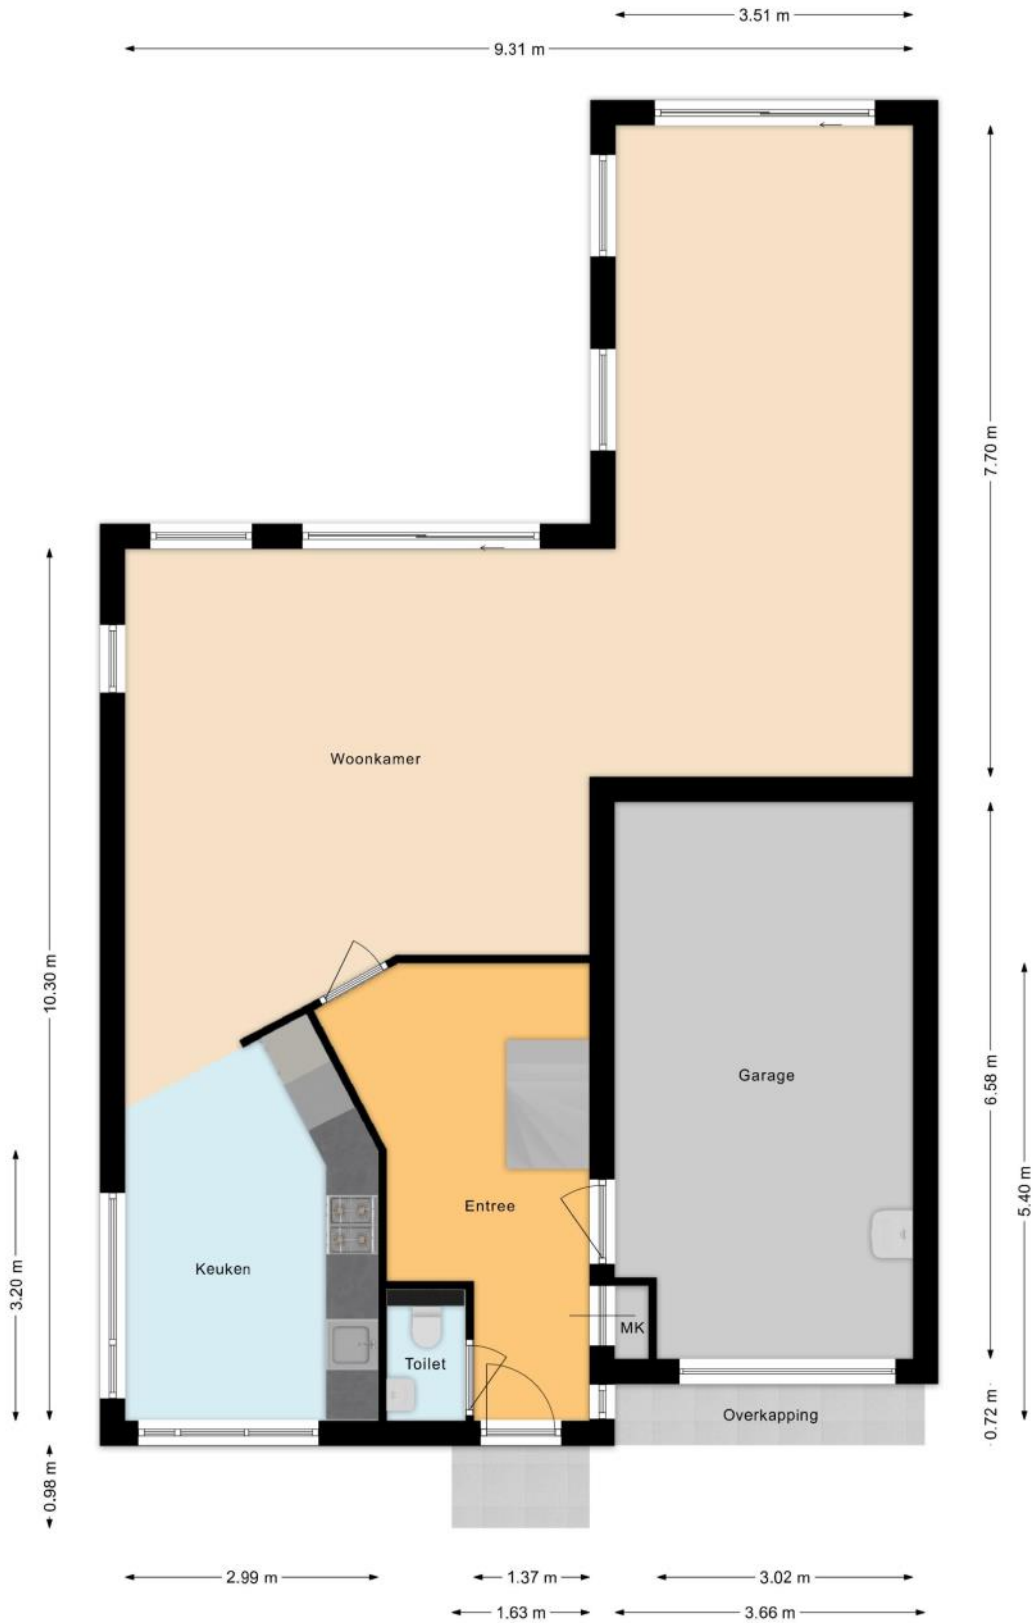 3.51 m
9.31 m
7.70 m
Woonkamer
10.30 m
6.58 m
Garage
5.40 m
Entree
3.20 m
Keuken
MK
Toilet
Overkapping
0.72 m
0.98 m
2.99 m
1.37 m
3.02 m
1.63 m
3.66 m